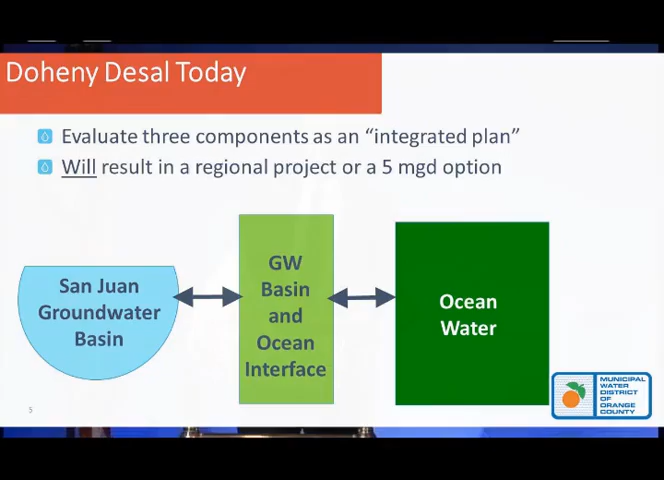 Doheny Desal Today
Evaluate three components as an “integrated plan”
Will result in a regional project or a 5 mgd option
San Juan
Groundwater
Basin
GW
Basin
and
Ocean
Interface
Ocean
Water
MUNICIPAL
WATER
DISTRICT
OF
ORANGE
COUNTY
5